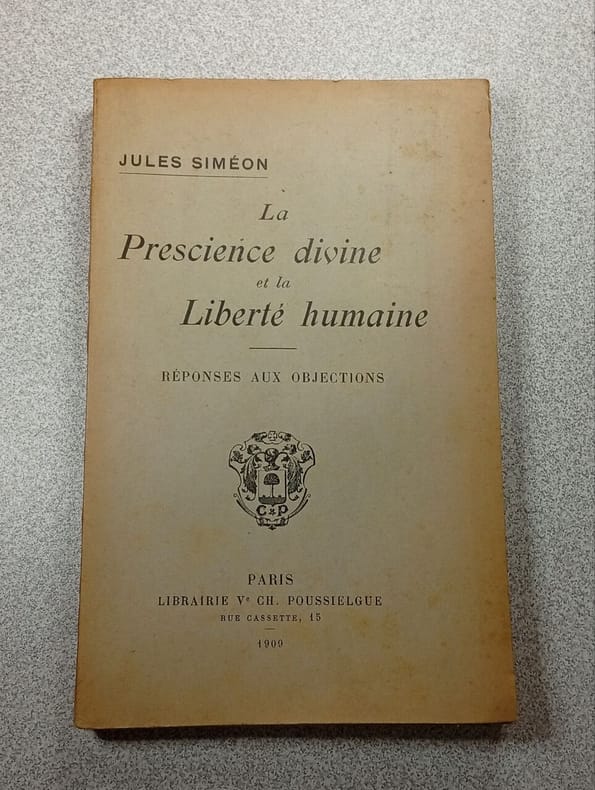 JULES SIMÉON
La
Prescience divine
et la
Liberté humaine
RÉPONSES AUX OBJECTIONS
C P
PARIS
LIBRAIRIE Vᵉ CH. POUSSIELGUE
RUE CASSETTE, 15
1909